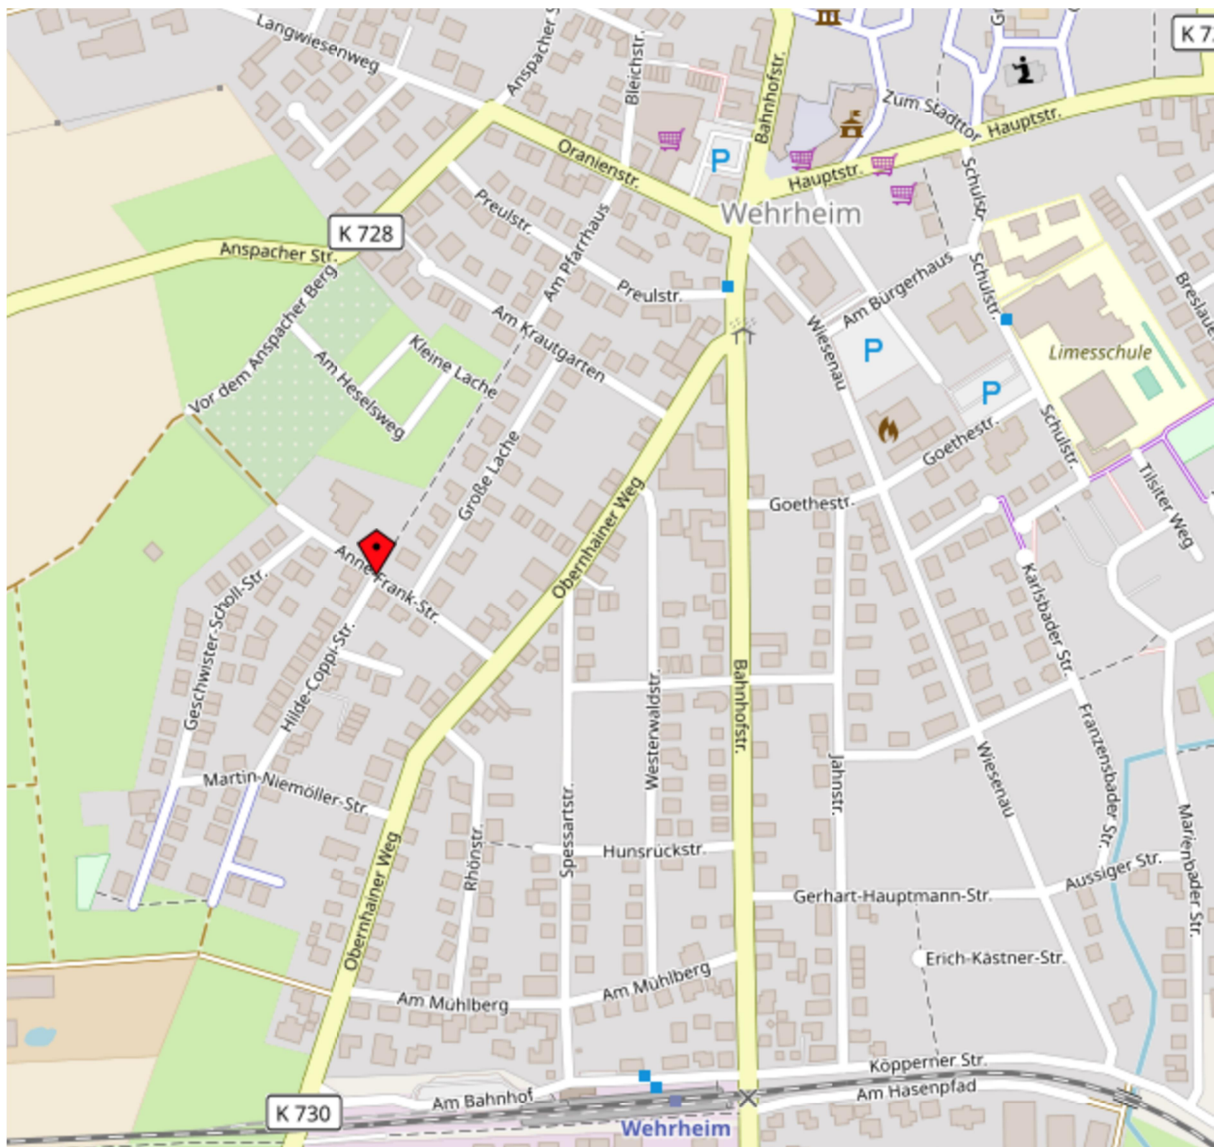 Langwiesenweg
Anspacher S
Bleichstr.
Bahnhofstr.
K 7
Zum Stadttor
Hauptstr.
Oranienstr.
P
Hauptstr.
Schulstr.
Wehrheim
Preulstr.
K 728
Anspacher Str.
Am Pfarrhaus
Am Bürgerhaus
Schulstr.
Breslaue
Vor dem Anspacher Berg
Preulstr.
Am Krautgarten
Wiesenau
P
Limesschule
Kleine Lache
Am Heselsweg
P
Schulstr.
Goethestr.
Große Lache
Obernhainer Weg
Goethestr.
Tilsiter Weg
Anne-Frank-Str.
Geschwister-Scholl-Str.
Karlsbader Str.
Hilde-Coppi-Str.
Westerwaldstr.
Bahnhofstr.
Franzensbader Str.
Martin-Niemöller-Str.
Jahnstr.
Wiesenau
Spessartstr.
Rhönstr.
Hunsrückstr.
Marienbader Str.
Aussiger Str.
Obernhainer Weg
Gerhart-Hauptmann-Str.
Erich-Kästner-Str.
Am Mühlberg
Am Mühlberg
Köpperner Str.
Am Bahnhof
Am Hasenpfad
K 730
Wehrheim